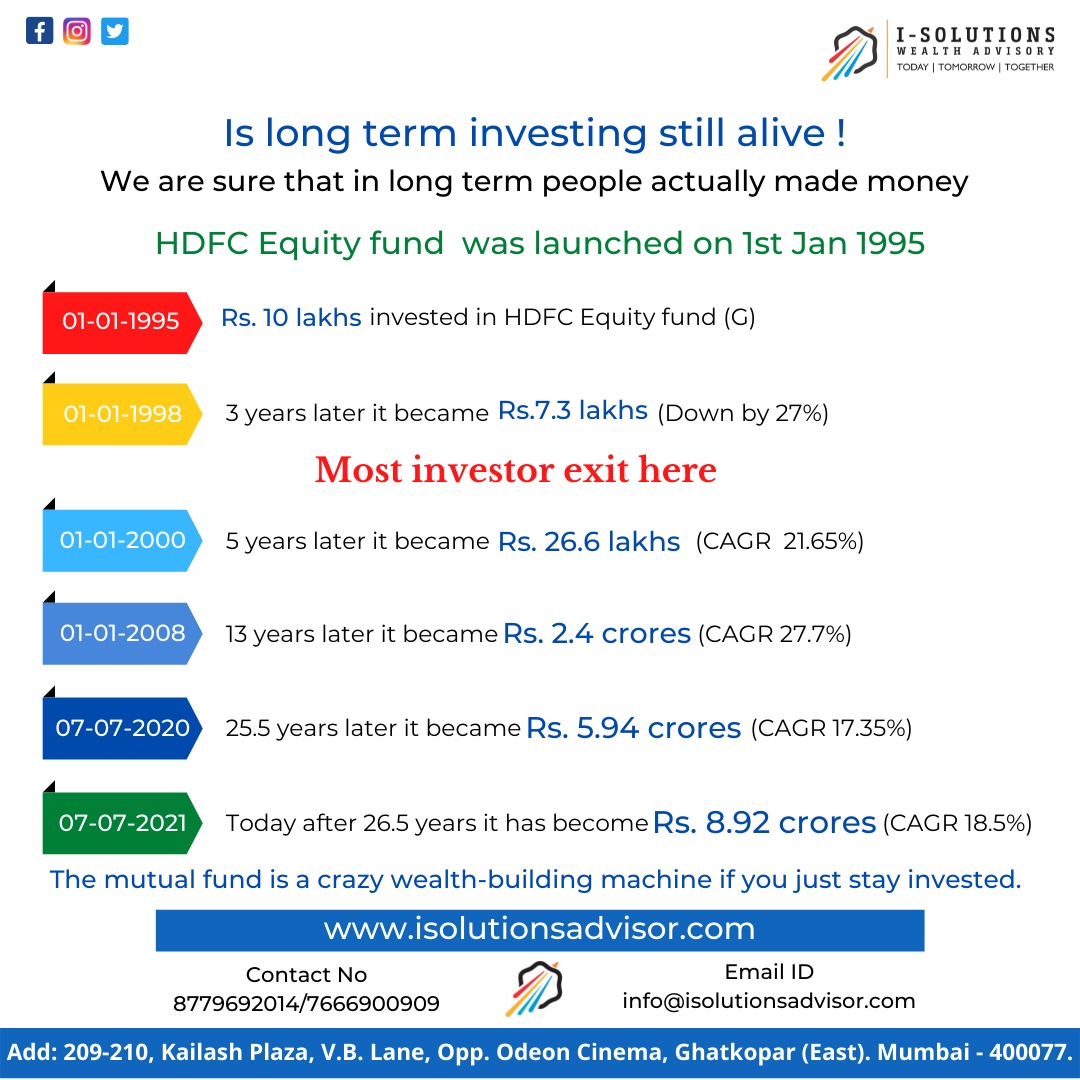 I-SOLUTIONS
WEALTH ADVISORY
TODAY | TOMORROW | TOGETHER
Is long term investing still alive !
We are sure that in long term people actually made money
HDFC Equity fund was launched on 1st Jan 1995
01-01-1995 Rs. 10 lakhs invested in HDFC Equity fund (G)
01-01-1998 3 years later it became Rs.7.3 lakhs (Down by 27%)
Most investor exit here
01-01-2000 5 years later it became Rs. 26.6 lakhs (CAGR 21.65%)
01-01-2008 13 years later it became Rs. 2.4 crores (CAGR 27.7%)
07-07-2020 25.5 years later it became Rs. 5.94 crores (CAGR 17.35%)
07-07-2021 Today after 26.5 years it has become Rs. 8.92 crores (CAGR 18.5%)
The mutual fund is a crazy wealth-building machine if you just stay invested.
www.isolutionsadvisor.com
Contact No
8779692014/7666900909
Email ID
info@isolutionsadvisor.com
Add: 209-210, Kailash Plaza, V.B. Lane, Opp. Odeon Cinema, Ghatkopar (East). Mumbai - 400077.